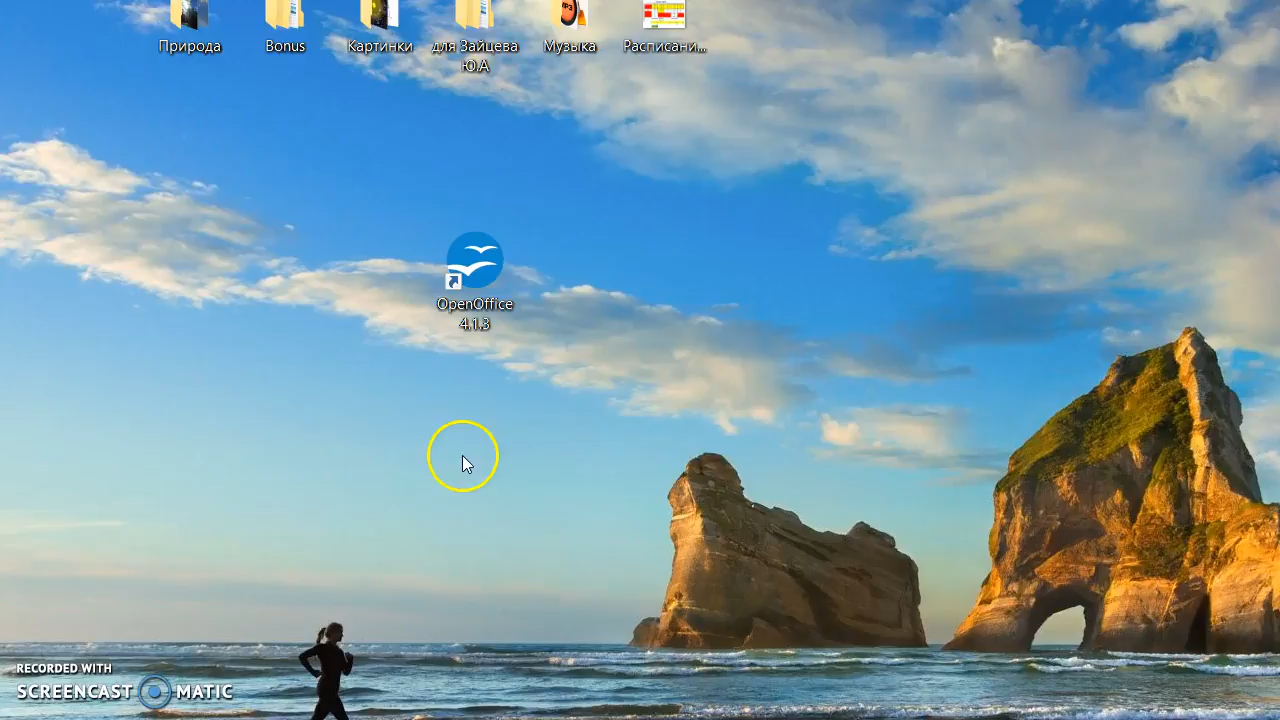 Природа
Bonus
Картинки
для Зайцева
Ю.А
Музыка
Расписани...
OpenOffice
4.1.3
RECORDED WITH
SCREENCAST MATIC